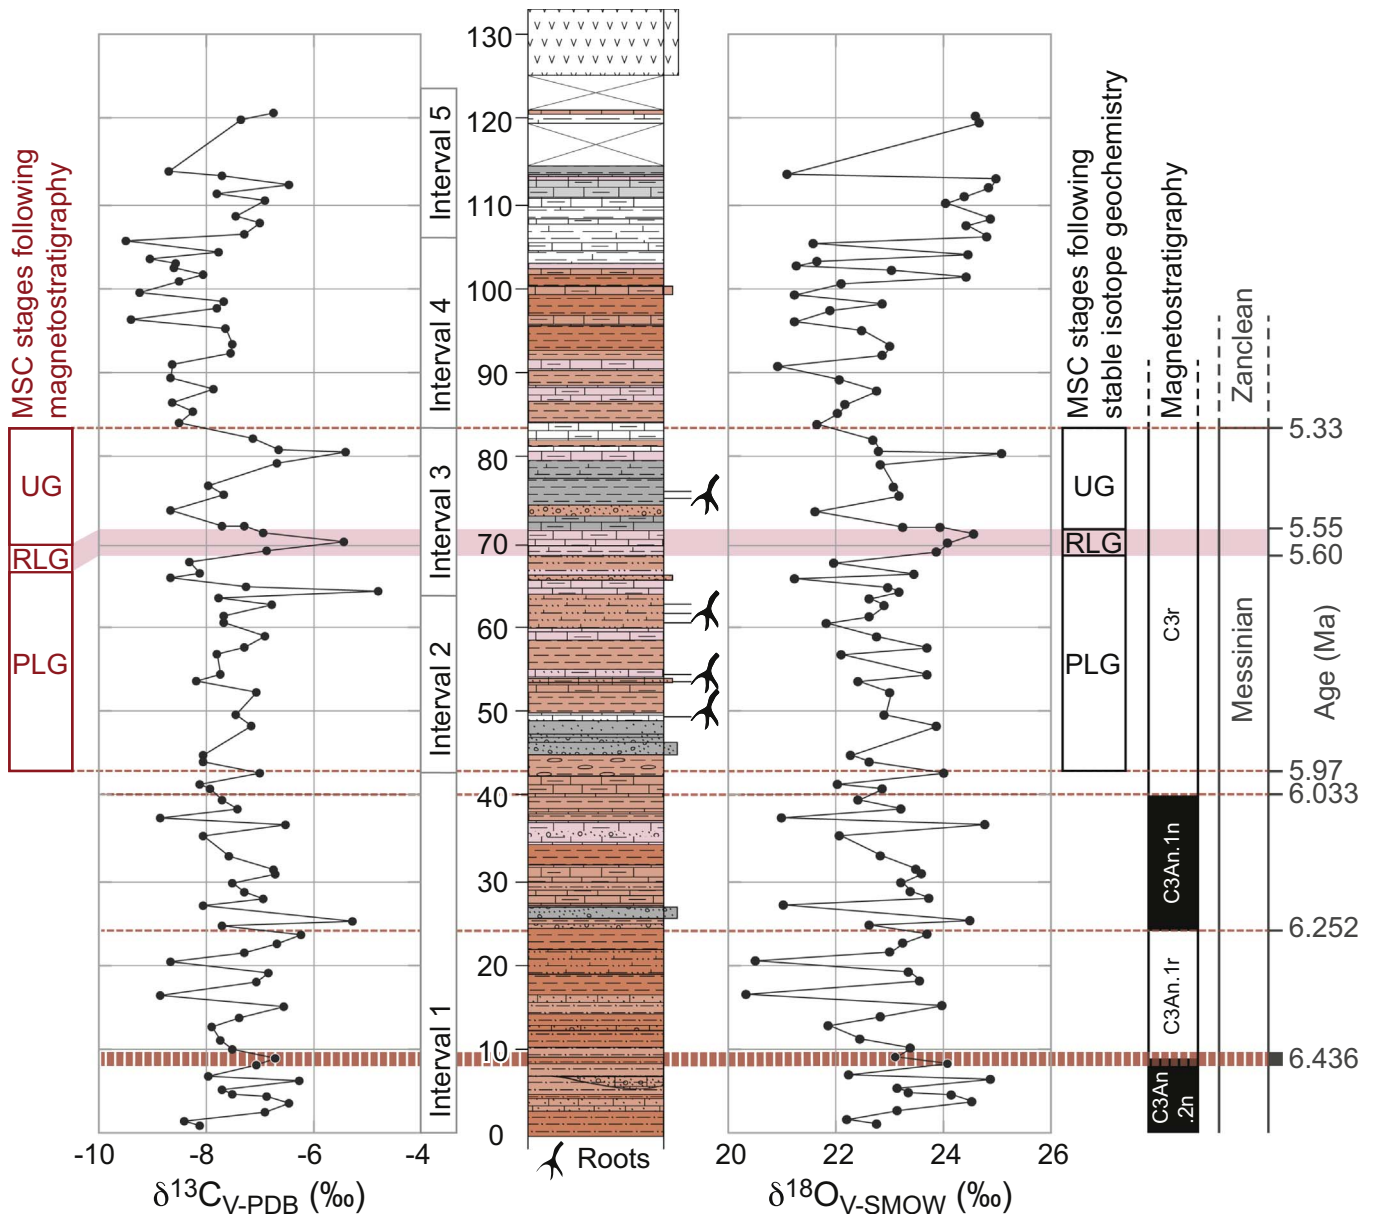 MSC stages following
magnetostratigraphy
UG
RLG
PLG
Interval 5
Interval 4
Interval 3
Interval 2
Interval 1
130
120
110
100
90
80
70
60
50
40
30
20
10
0
MSC stages following
stable isotope geochemistry
Magnetostratigraphy
UG
RLG
PLG
C3r
C3An.1n
C3An.1r
C3An
.2n
Zanclean
Messinian
Age (Ma)
5.33
5.55
5.60
5.97
6.033
6.252
6.436
-10 -8 -6 -4
δ¹³C V-PDB (‰)
Roots
20 22 24 26
δ¹⁸O V-SMOW (‰)